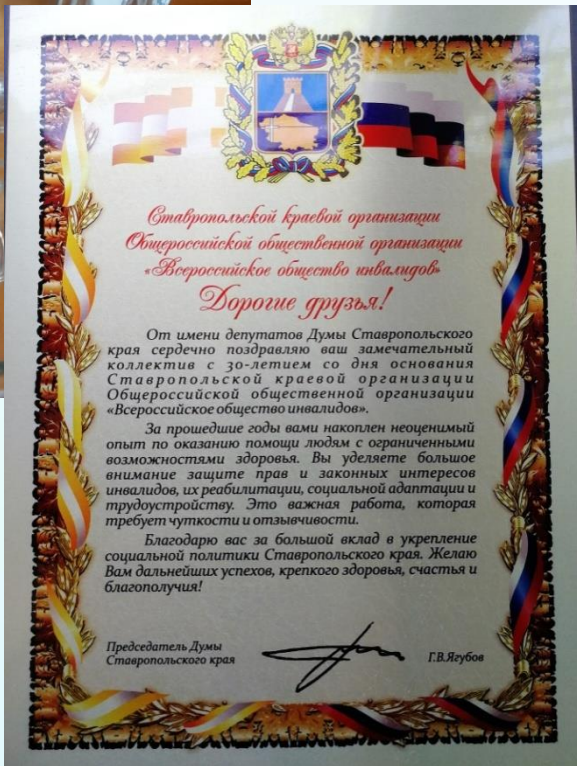 Ставропольской краевой организации
Общероссийской общественной организации
«Всероссийское общество инвалидов»
Дорогие друзья!
От имени депутатов Думы Ставропольского
края сердечно поздравляю ваш замечательный
коллектив с 30-летием со дня основания
Ставропольской краевой организации
Общероссийской общественной организации
«Всероссийское общество инвалидов».
За прошедшие годы вами накоплен неоценимый
опыт по оказанию помощи людям с ограниченными
возможностями здоровья. Вы уделяете большое
внимание защите прав и законных интересов
инвалидов, их реабилитации, социальной адаптации и
трудоустройству. Это важная работа, которая
требует чуткости и отзывчивости.
Благодарю вас за большой вклад в укрепление
социальной политики Ставропольского края. Желаю
Вам дальнейших успехов, крепкого здоровья, счастья и
благополучия!
Председатель Думы
Ставропольского края
Г.В.Ягубов